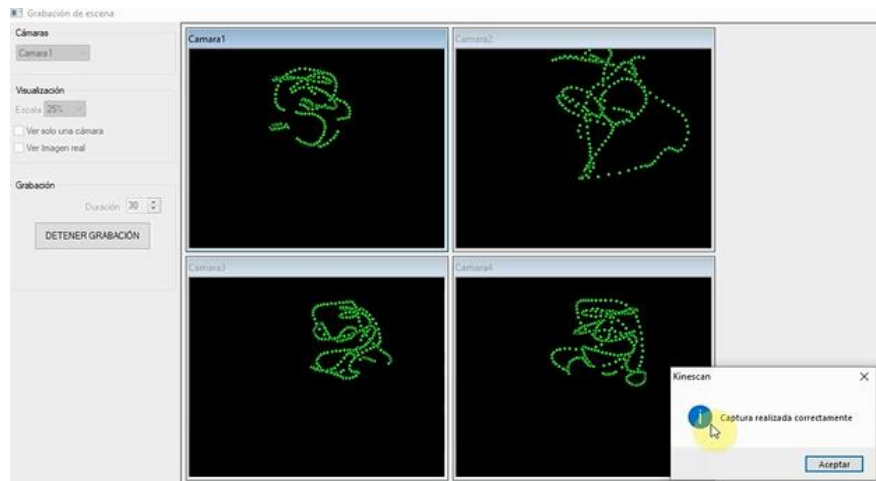 Grabación de escena
Cámaras
Camara1
Visualización
Escala 25%
Ver solo una cámara
Ver Imagen real
Grabación
Duración 30
DETENER GRABACIÓN
Camara1
Camara2
Camara3
Camara4
Kinescan
Captura realizada correctamente
Aceptar